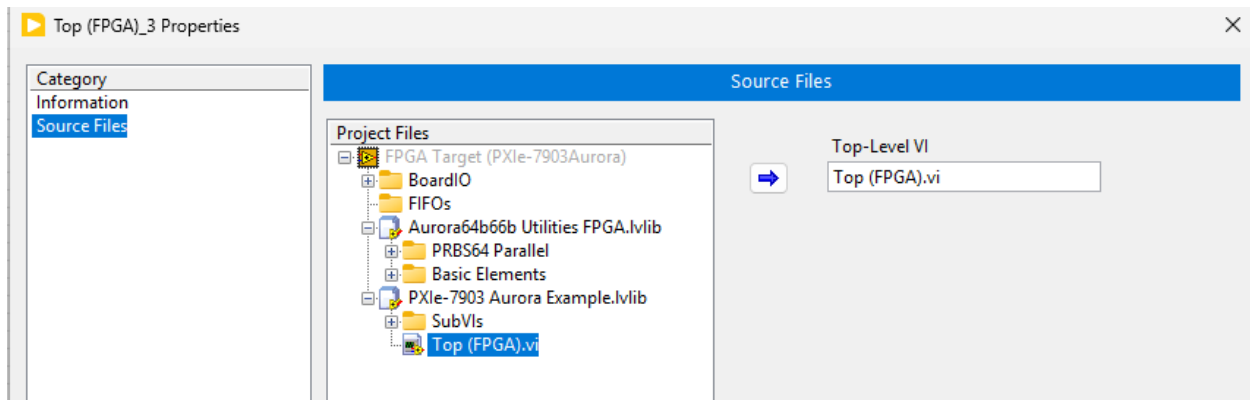 Top (FPGA)_3 Properties
Category
Information
Source Files
Source Files
Project Files
FPGA Target (PXIe-7903Aurora)
BoardIO
FIFOs
Aurora64b66b Utilities FPGA.lvlib
PRBS64 Parallel
Basic Elements
PXIe-7903 Aurora Example.lvlib
SubVIs
Top (FPGA).vi
Top-Level VI
Top (FPGA).vi